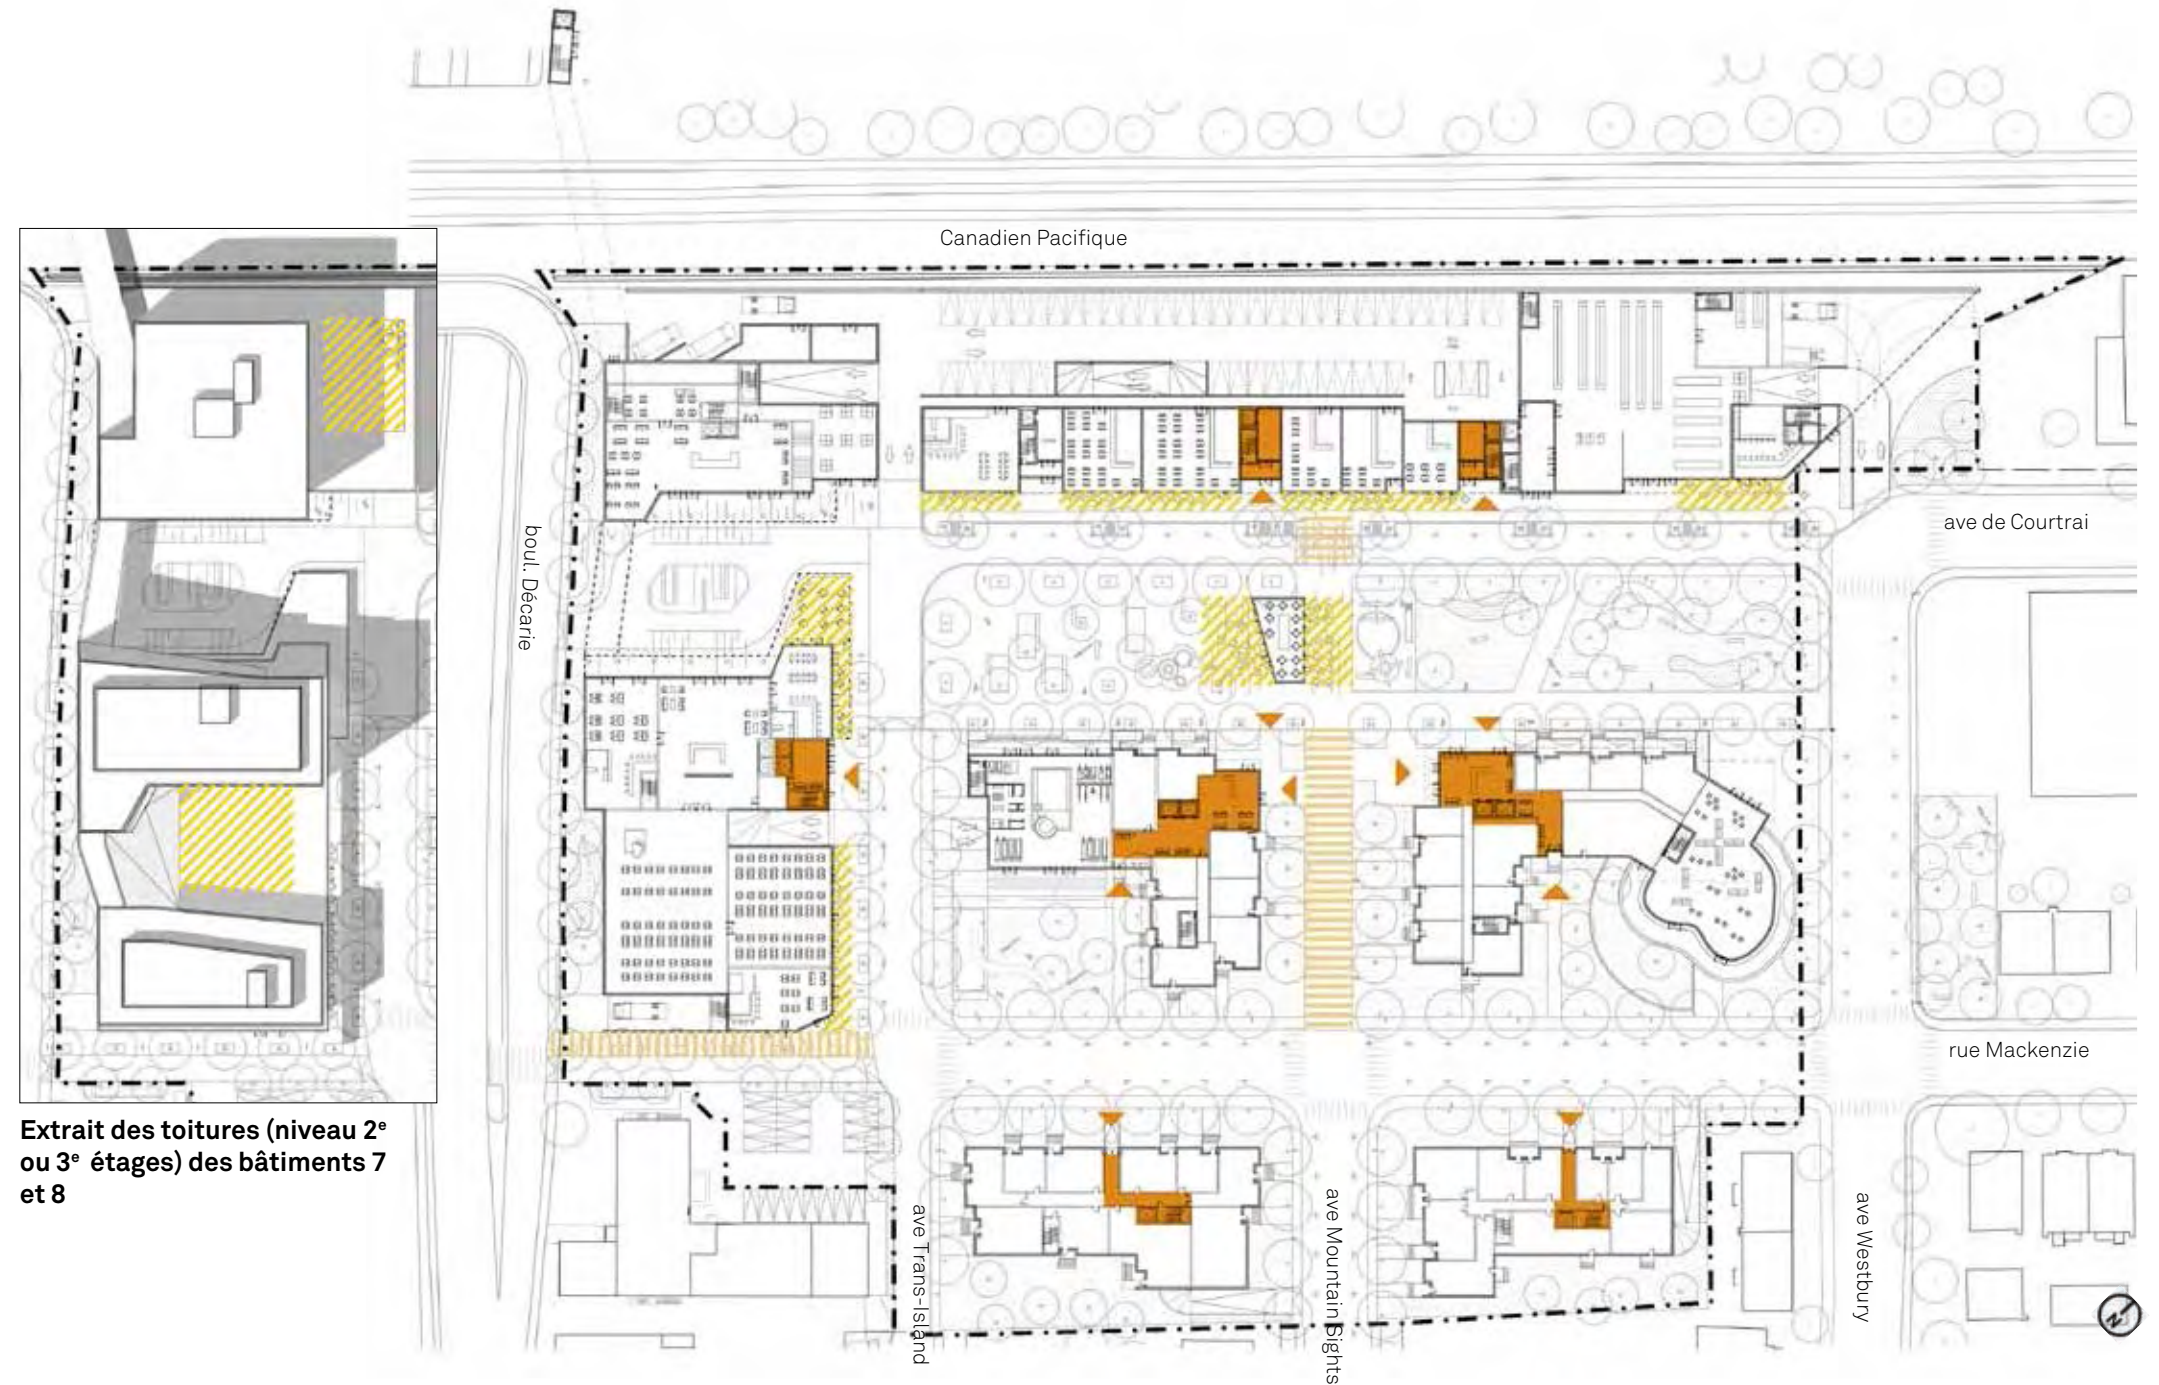 Canadien Pacifique
boul. Décarie
ave de Courtrai
rue Mackenzie
Extrait des toitures (niveau 2e
ou 3e étages) des bâtiments 7
et 8
ave Trans-Island
ave Mountain Sights
ave Westbury
N